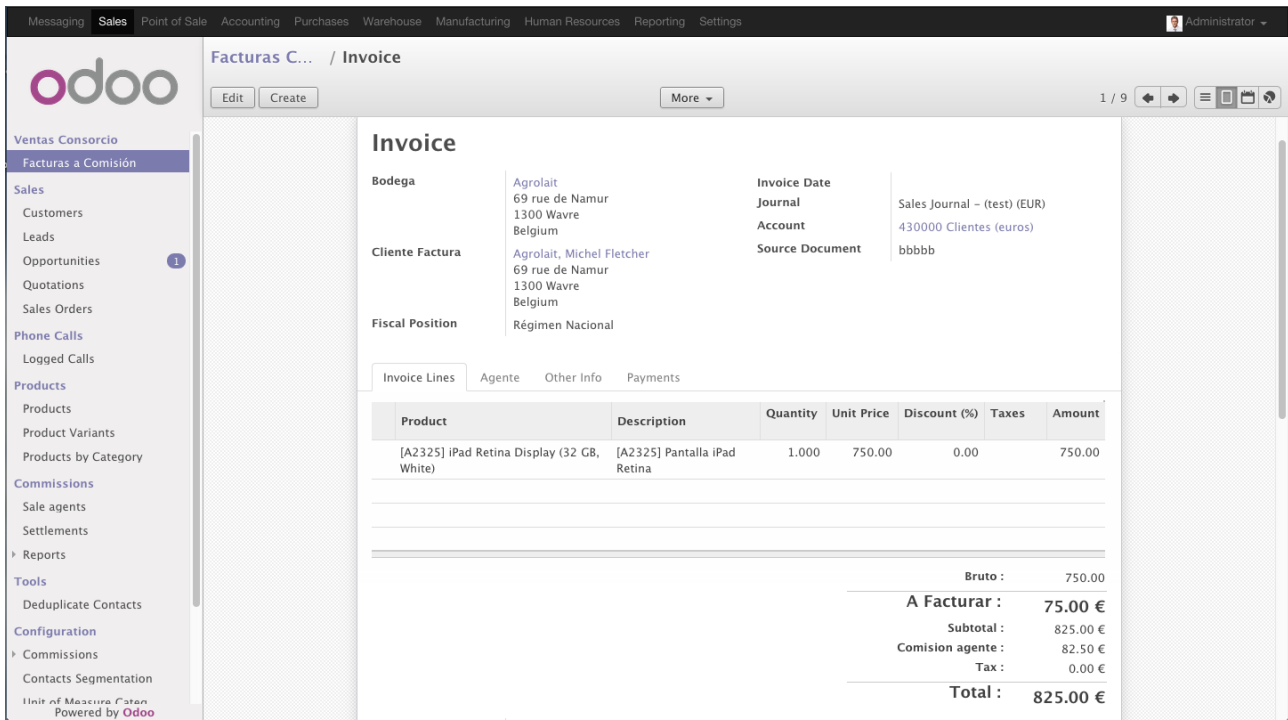 Messaging Sales Point of Sale Accounting Purchases Warehouse Manufacturing Human Resources Reporting Settings Administrator
odoo
Facturas C... / Invoice
Edit Create More 1 / 9
Ventas Consorcio
Facturas a Comisión
Sales
Customers
Leads
Opportunities 1
Quotations
Sales Orders
Phone Calls
Logged Calls
Products
Products
Product Variants
Products by Category
Commissions
Sale agents
Settlements
Reports
Tools
Deduplicate Contacts
Configuration
Commissions
Contacts Segmentation
Unit of Measure Categ
Powered by Odoo
Invoice
Bodega Agrolait
69 rue de Namur
1300 Wavre
Belgium
Cliente Factura Agrolait, Michel Fletcher
69 rue de Namur
1300 Wavre
Belgium
Fiscal Position Régimen Nacional
Invoice Date
Journal Sales Journal - (test) (EUR)
Account 430000 Clientes (euros)
Source Document bbbbb
Invoice Lines Agente Other Info Payments
Product Description Quantity Unit Price Discount (%) Taxes Amount
[A2325] iPad Retina Display (32 GB, [A2325] Pantalla iPad 1.000 750.00 0.00 750.00
White) Retina
Bruto : 750.00
A Facturar : 75.00 €
Subtotal : 825.00 €
Comision agente : 82.50 €
Tax : 0.00 €
Total : 825.00 €